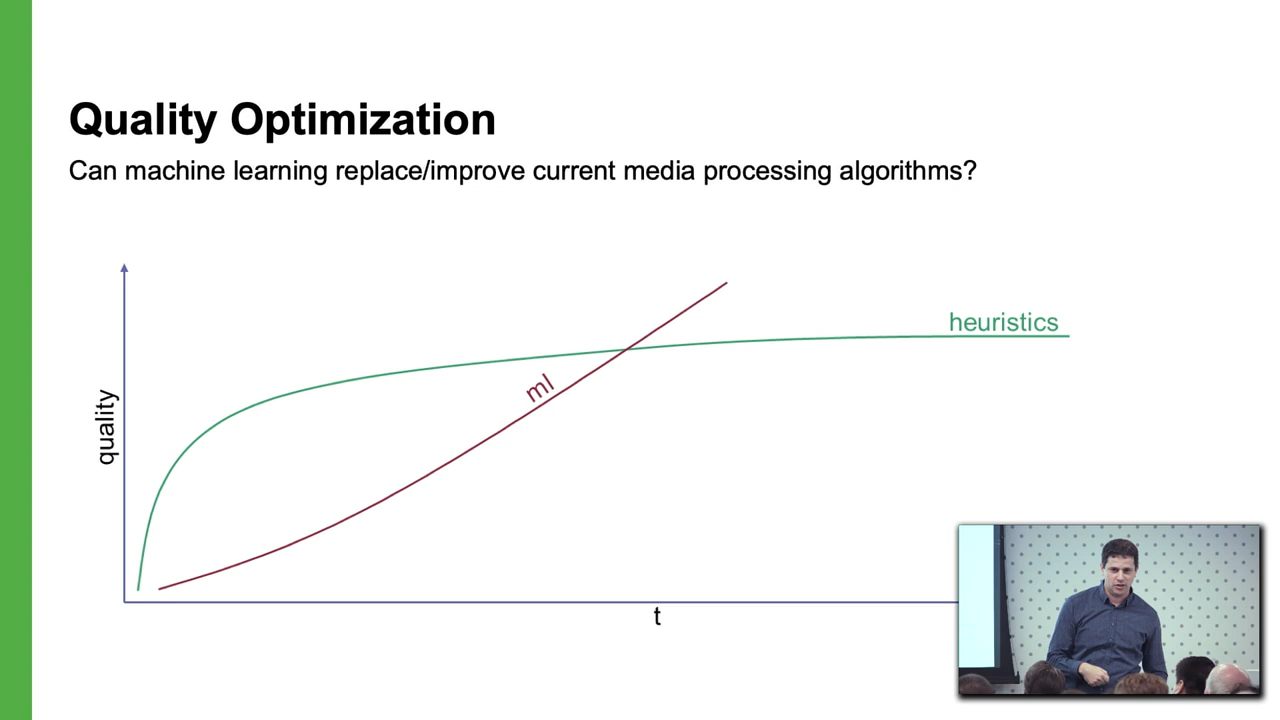 Quality Optimization
Can machine learning replace/improve current media processing algorithms?
heuristics
ml
quality
t